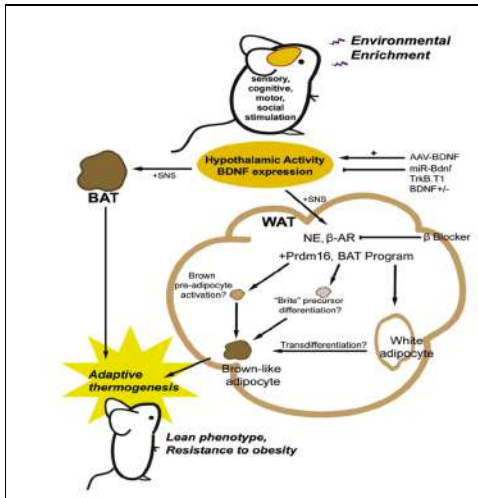 Environmental
Enrichment
sensory,
cognitive,
motor,
social
stimulation
Hypothalamic Activity
BDNF expression
+
AAV-BDNF
miR-Bdnf
TrkB.T1
BDNF+/-
+SNS
BAT
+SNS
WAT
NE, β-AR
β Blocker
+Prdm16, BAT Program
Brown
pre-adipocyte
activation?
"Brite" precursor
differentiation?
White
adipocyte
Transdifferentiation?
Brown-like
adipocyte
Adaptive
thermogenesis
Lean phenotype,
Resistance to obesity